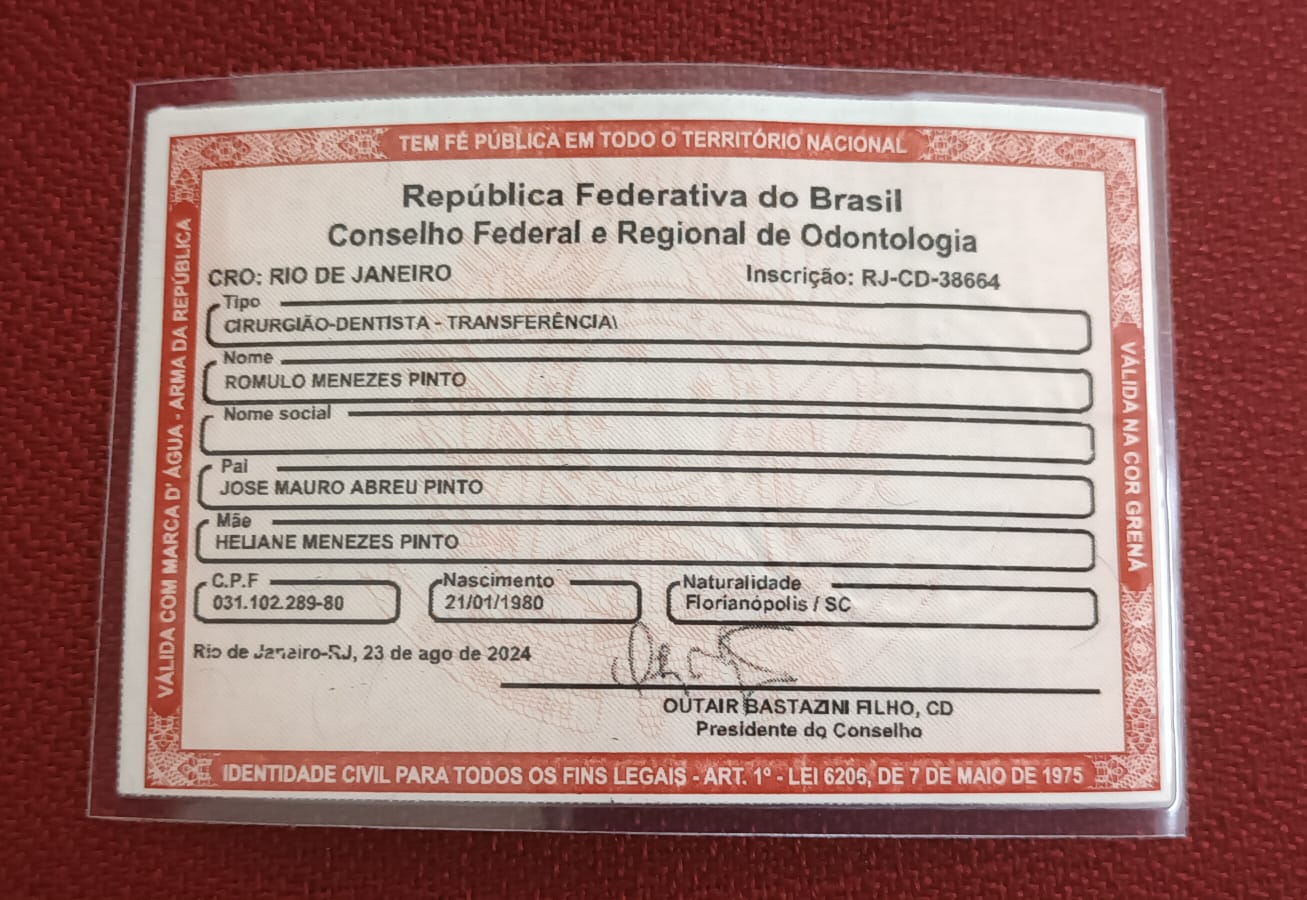 TEM FÉ PÚBLICA EM TODO O TERRITÓRIO NACIONAL
República Federativa do Brasil
Conselho Federal e Regional de Odontologia
CRO: RIO DE JANEIRO
Inscrição: RJ-CD-38664
Tipo
CIRURGIÃO-DENTISTA - TRANSFERÊNCIA\
Nome
ROMULO MENEZES PINTO
Nome social
Pai
JOSE MAURO ABREU PINTO
Mãe
HELIANE MENEZES PINTO
C.P.F
031.102.289-80
Nascimento
21/01/1980
Naturalidade
Florianópolis / SC
Rio de Janeiro-RJ, 23 de ago de 2024
OUTAIR BASTAZINI FILHO, CD
Presidente do Conselho
IDENTIDADE CIVIL PARA TODOS OS FINS LEGAIS - ART. 1º - LEI 6206, DE 7 DE MAIO DE 1975
VÁLIDA COM MARCA D' ÁGUA - ARMA DA REPÚBLICA
VÁLIDA NA COR GRENÁ